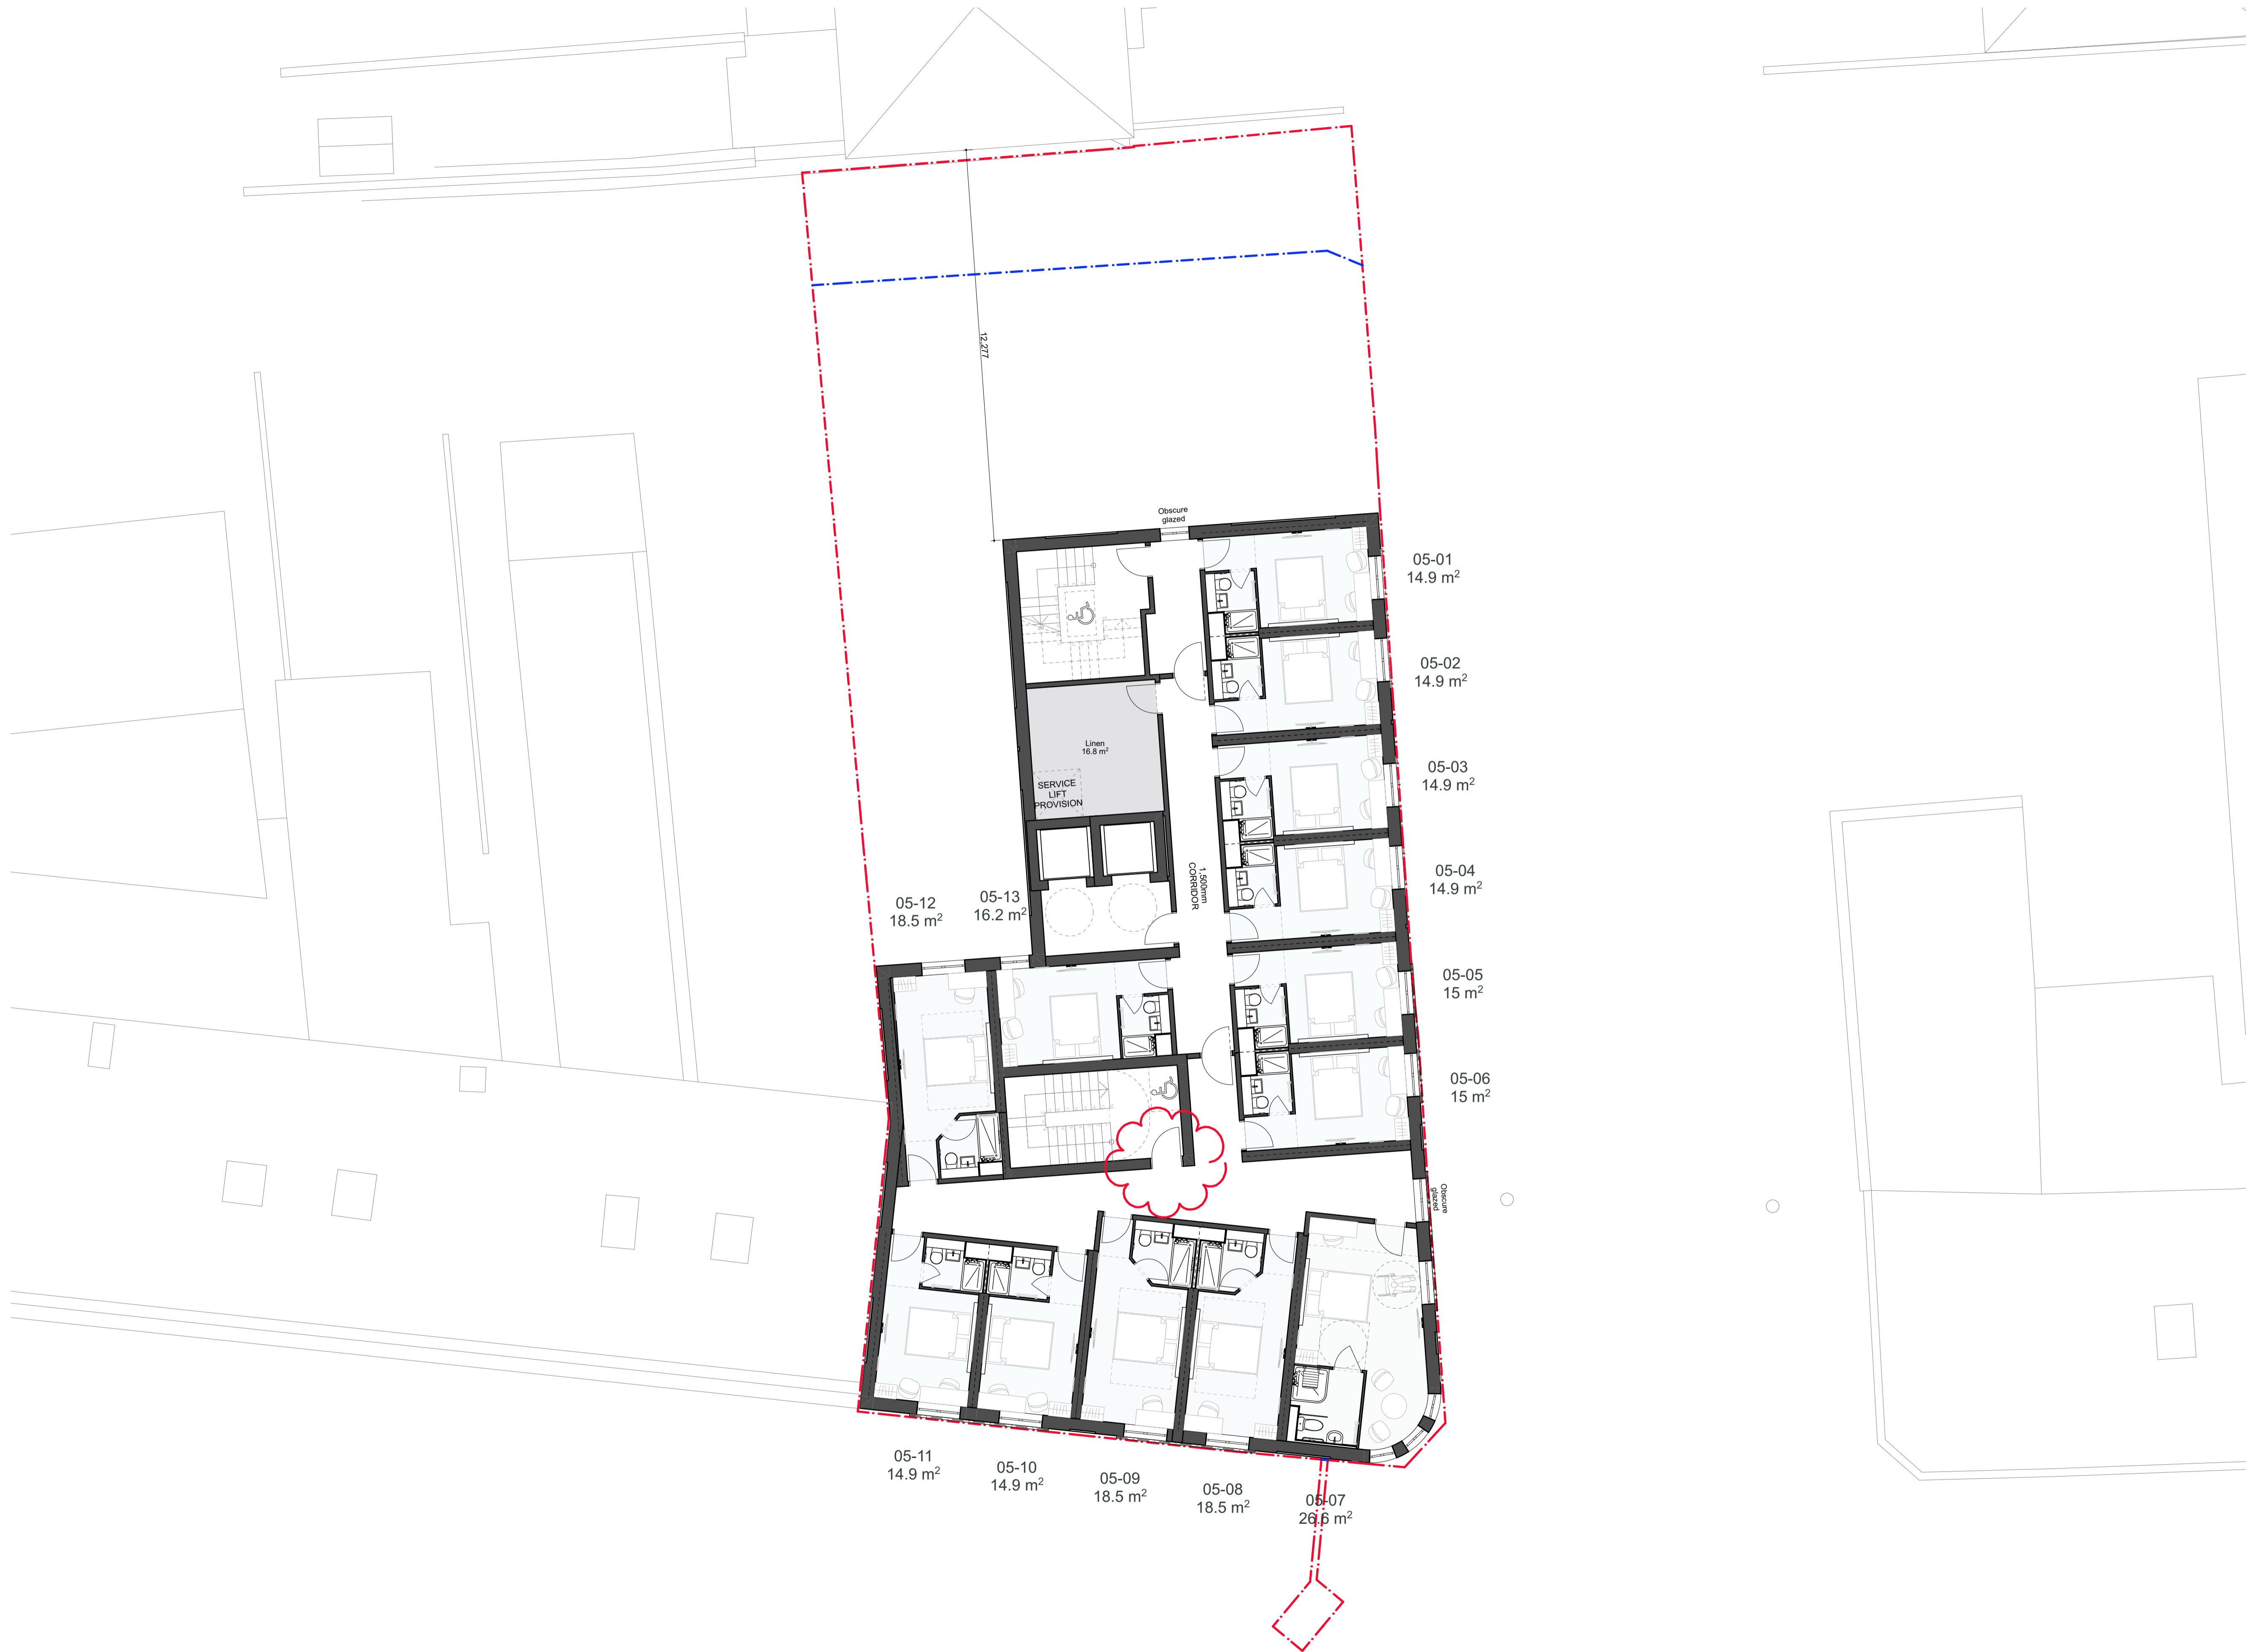 12,277
Obscure
glazed
05-01
14.9 m²
05-02
14.9 m²
Linen
16.8 m²
SERVICE
LIFT
PROVISION
05-03
14.9 m²
1,500mm
CORRIDOR
05-04
14.9 m²
05-12
18.5 m²
05-13
16.2 m²
05-05
15 m²
05-06
15 m²
Obscure
glazed
05-11
14.9 m²
05-10
14.9 m²
05-09
18.5 m²
05-08
18.5 m²
05-07
26.6 m²